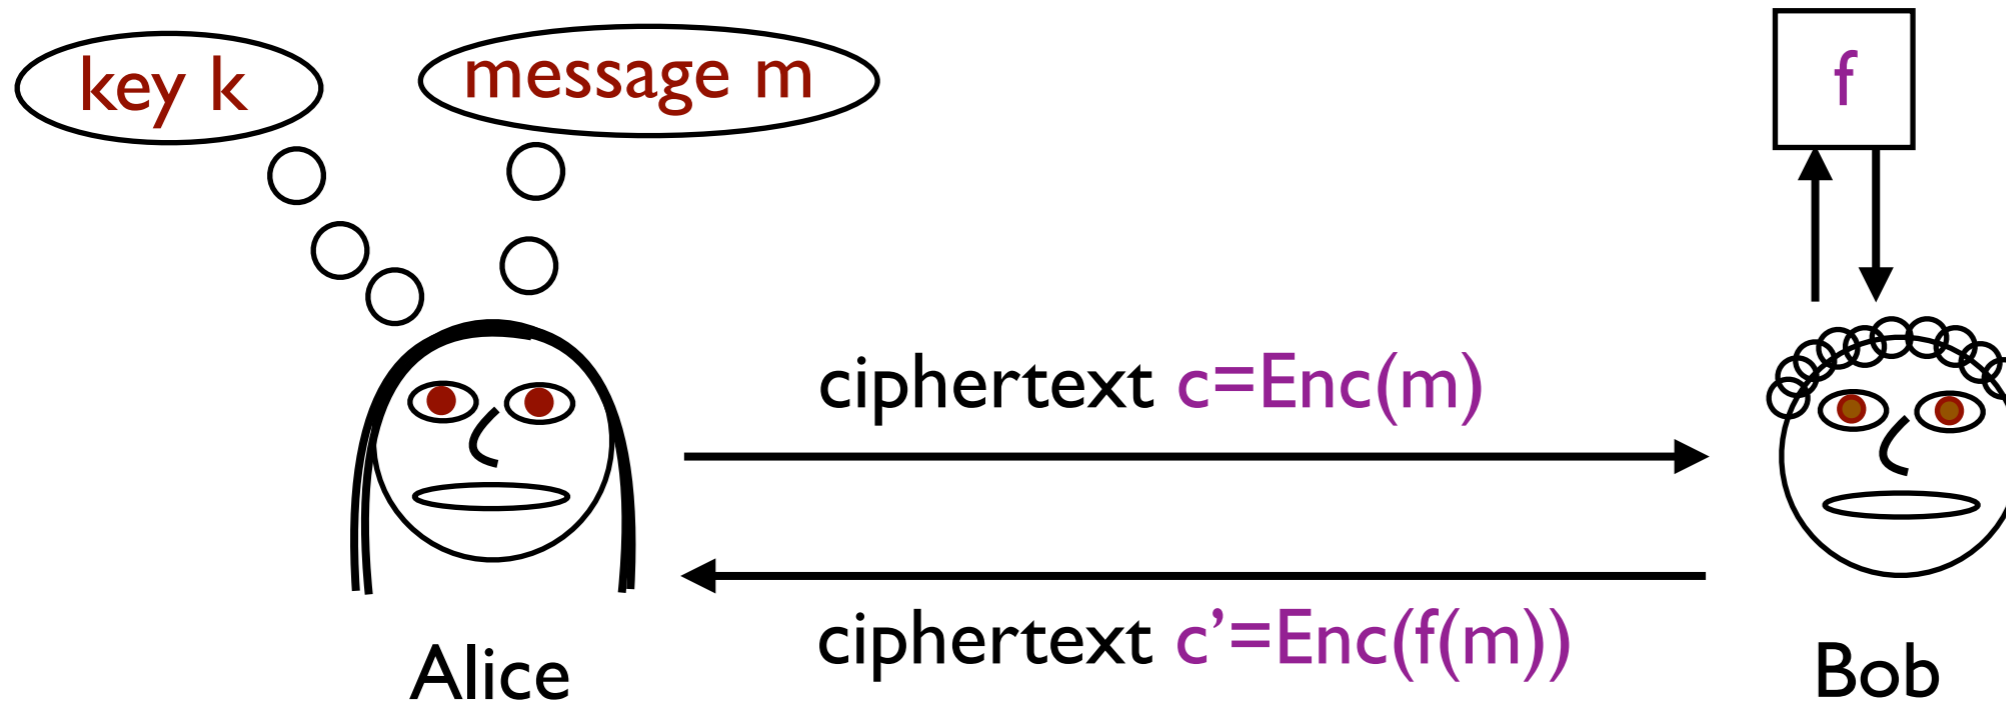 key k
message m
f
ciphertext c=Enc(m)
ciphertext c’=Enc(f(m))
Alice
Bob